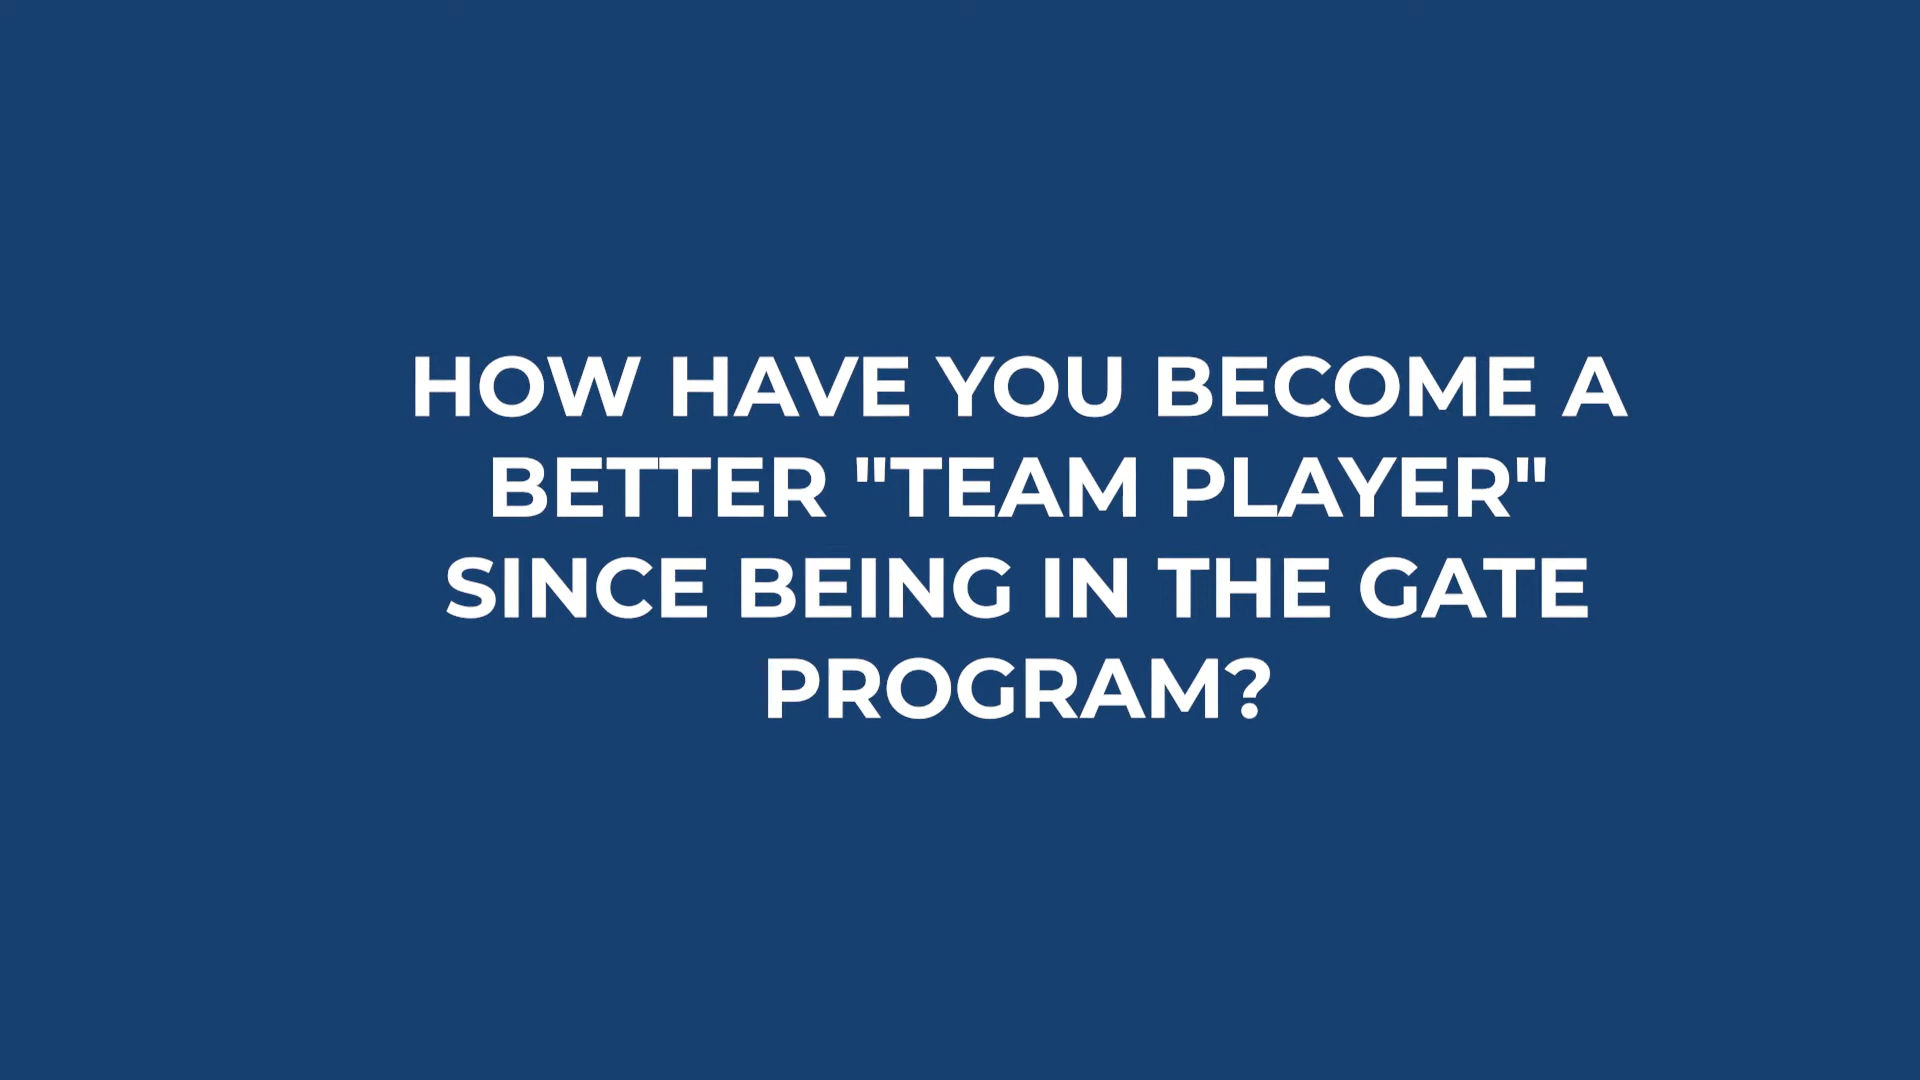 HOW HAVE YOU BECOME A
BETTER "TEAM PLAYER"
SINCE BEING IN THE GATE
PROGRAM?